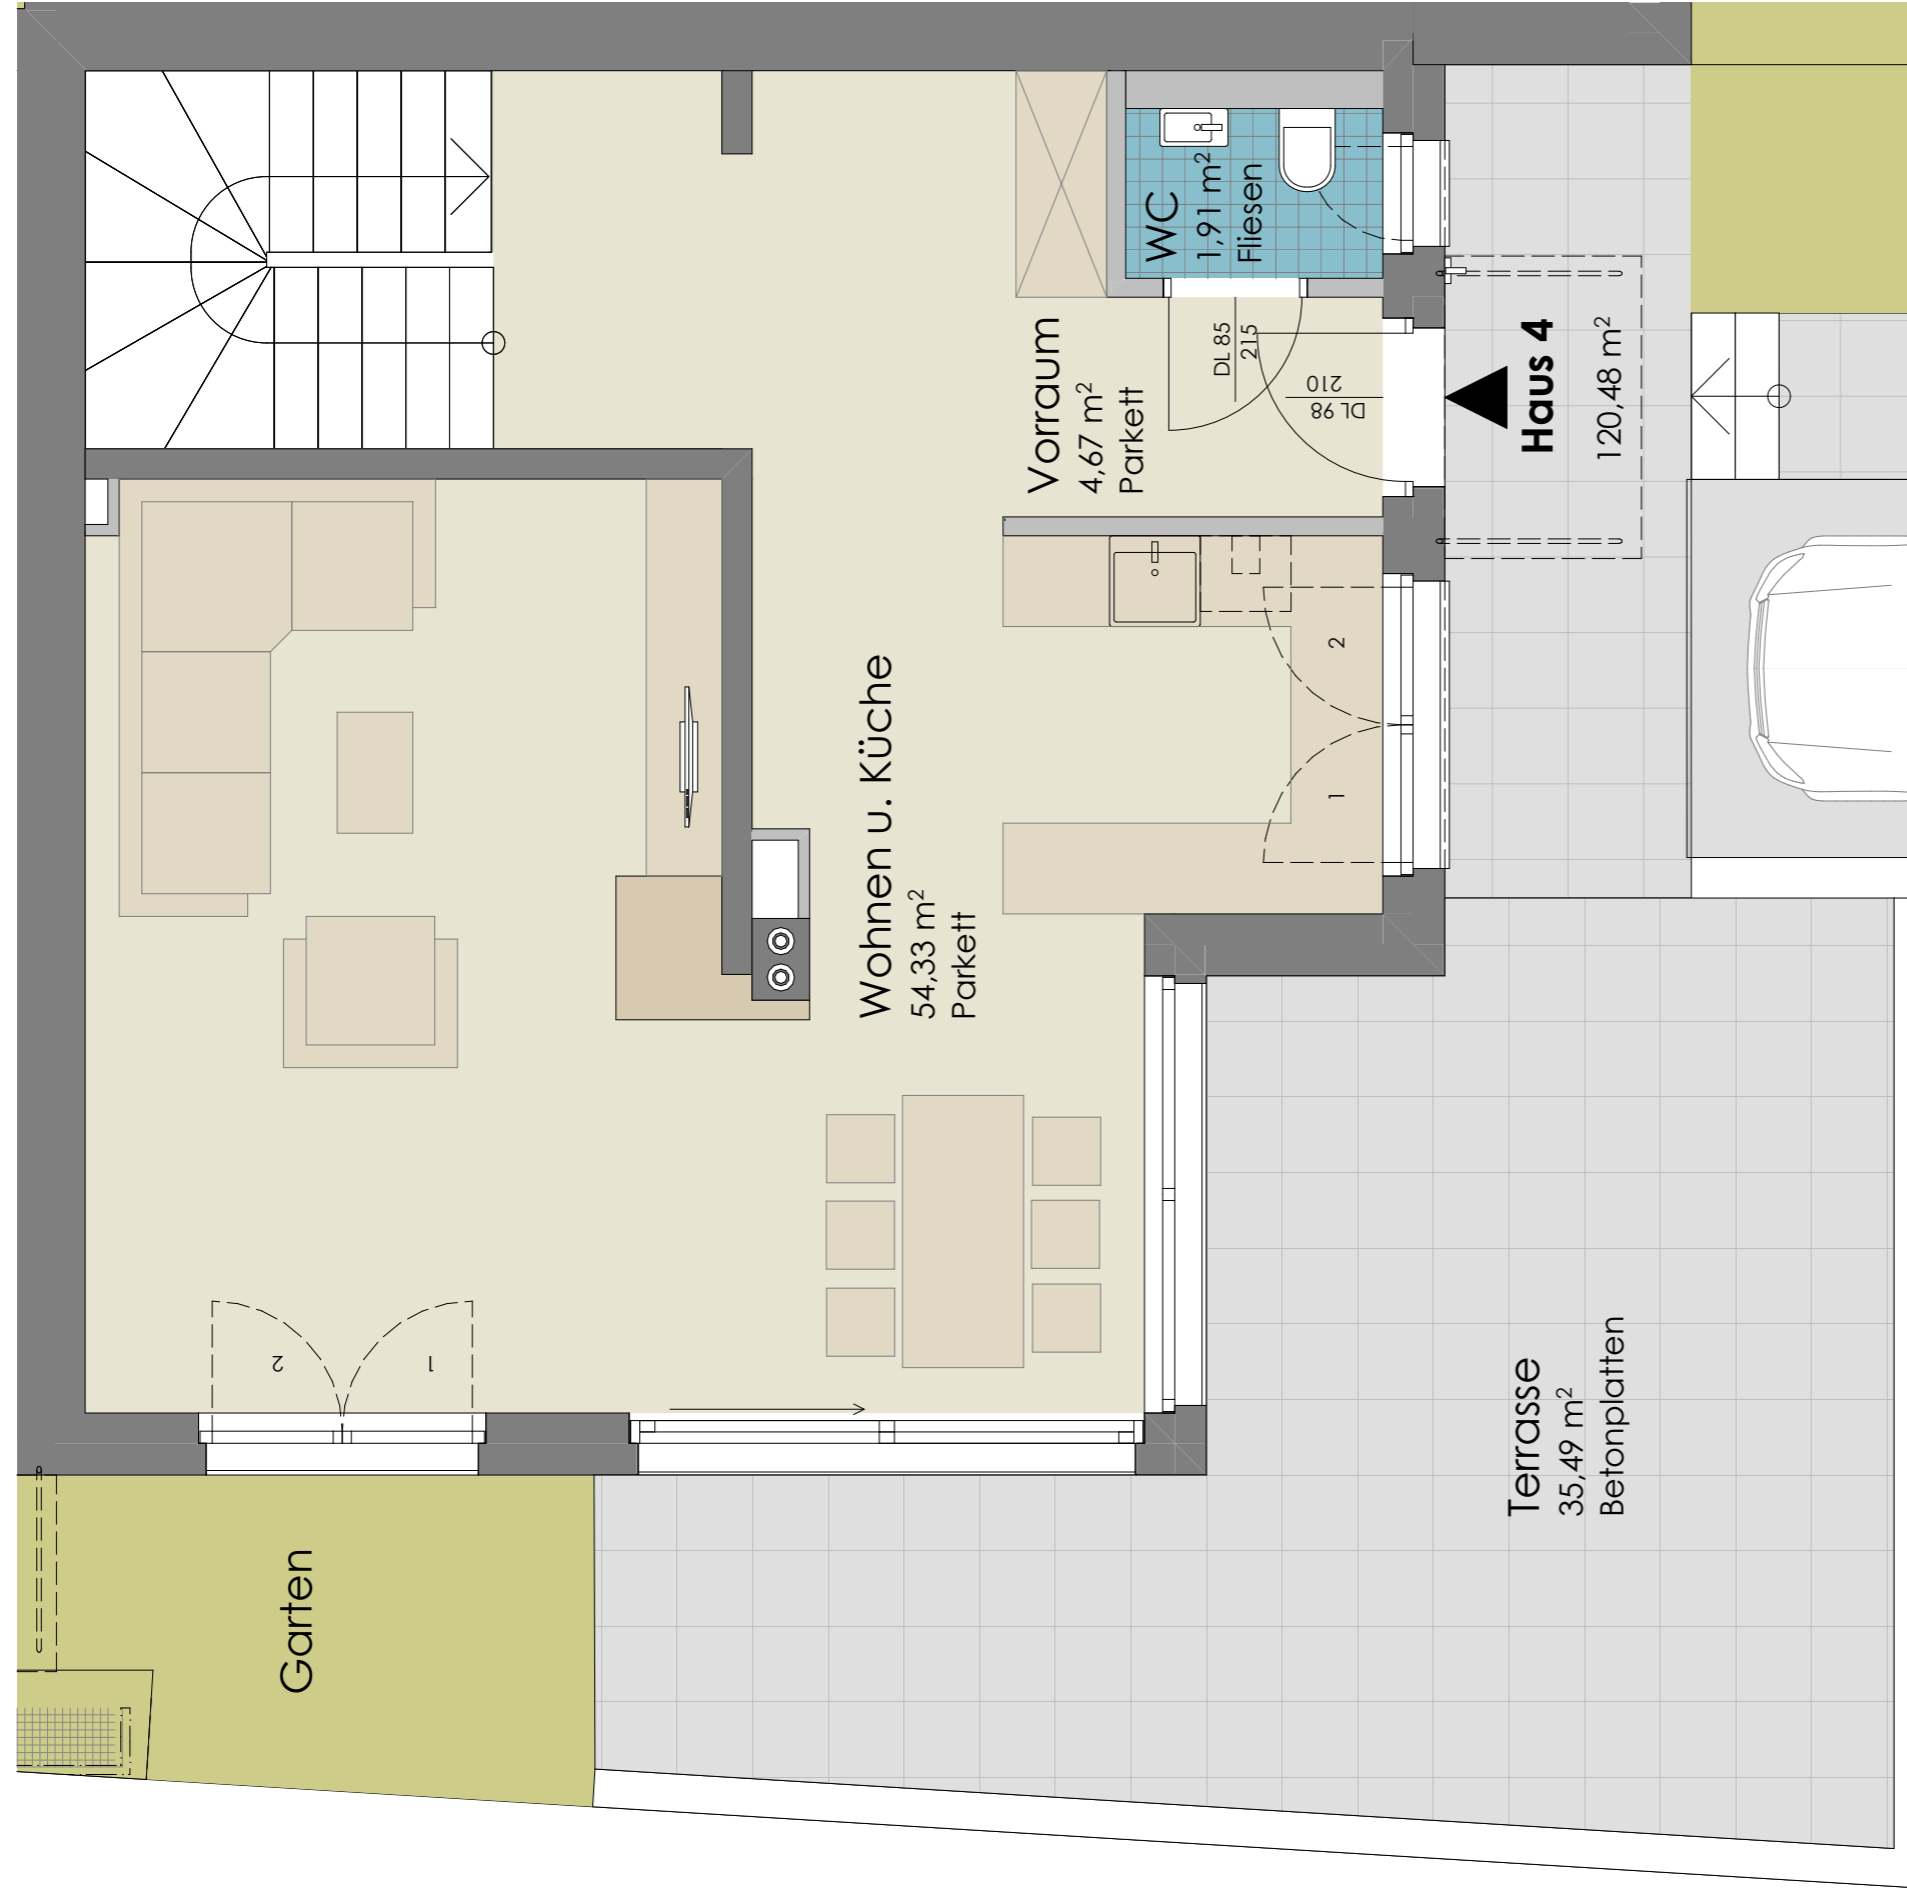 WC
1,91 m²
Fliesen
Vorraum
4,67 m²
Parkett
DL 85
215
DL 98
210
Haus 4
120,48 m²
Wohnen u. Küche
54,33 m²
Parkett
2
1
2
1
Terrasse
35,49 m²
Betonplatten
Garten